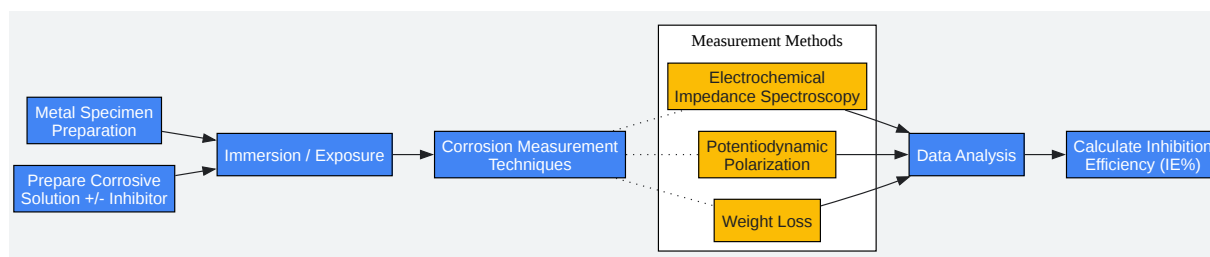 Metal Specimen
Preparation
Prepare Corrosive
Solution +/- Inhibitor
Immersion / Exposure
Corrosion Measurement
Techniques
Measurement Methods
Electrochemical
Impedance Spectroscopy
Potentiodynamic
Polarization
Weight Loss
Data Analysis
Calculate Inhibition
Efficiency (IE%)